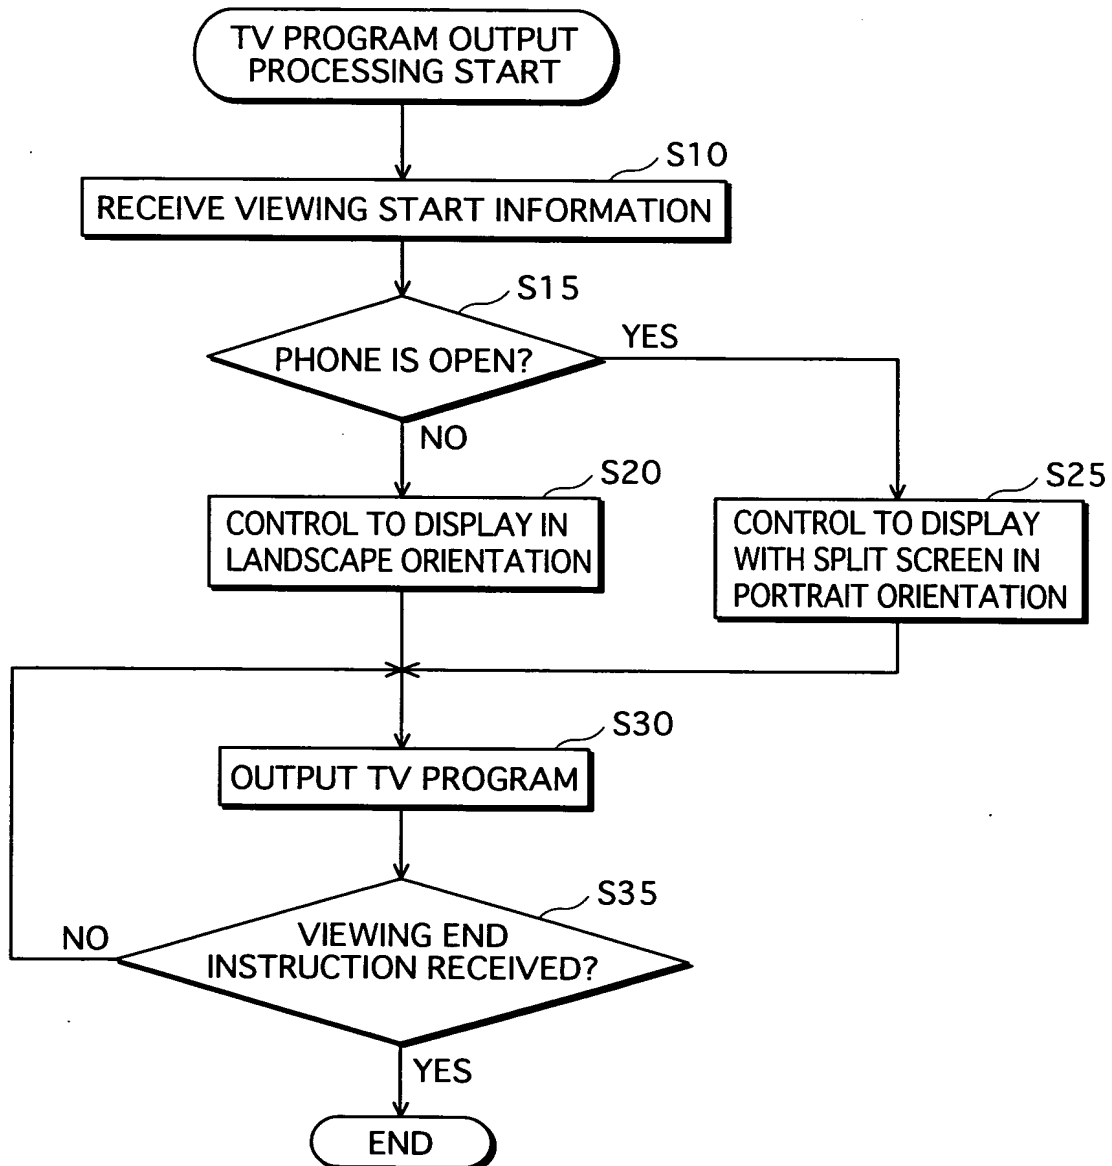 TV PROGRAM OUTPUT
PROCESSING START
S10
RECEIVE VIEWING START INFORMATION
S15
PHONE IS OPEN?
YES
NO
S20
CONTROL TO DISPLAY IN
LANDSCAPE ORIENTATION
S25
CONTROL TO DISPLAY
WITH SPLIT SCREEN IN
PORTRAIT ORIENTATION
S30
OUTPUT TV PROGRAM
S35
VIEWING END
INSTRUCTION RECEIVED?
NO
YES
END